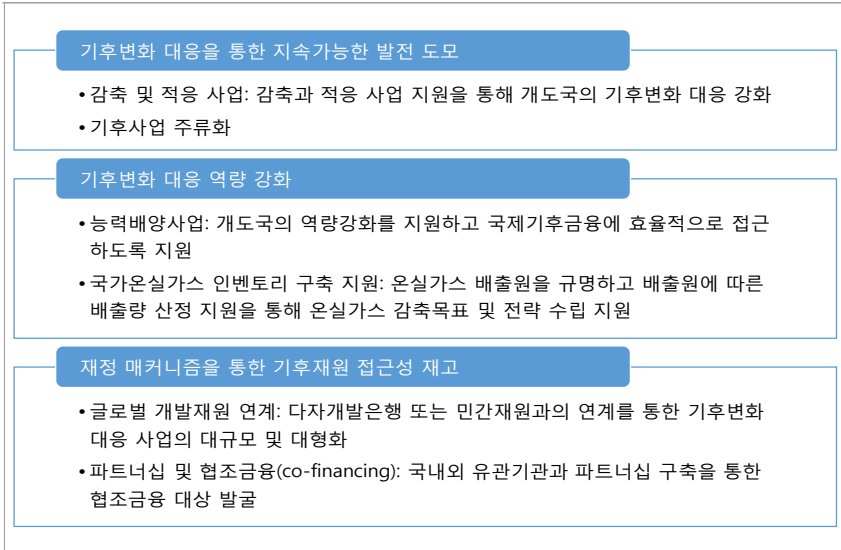 기후변화 대응을 통한 지속가능한 발전 도모
•감축 및 적응 사업: 감축과 적응 사업 지원을 통해 개도국의 기후변화 대응 강화
•기후사업 주류화
기후변화 대응 역량 강화
•능력배양사업: 개도국의 역량강화를 지원하고 국제기후금융에 효율적으로 접근
하도록 지원
•국가온실가스 인벤토리 구축 지원: 온실가스 배출원을 규명하고 배출원에 따른
배출량 산정 지원을 통해 온실가스 감축목표 및 전략 수립 지원
재정 매커니즘을 통한 기후재원 접근성 재고
•글로벌 개발재원 연계: 다자개발은행 또는 민간재원과의 연계를 통한 기후변화
대응 사업의 대규모 및 대형화
•파트너십 및 협조금융(co-financing): 국내외 유관기관과 파트너십 구축을 통한
협조금융 대상 발굴